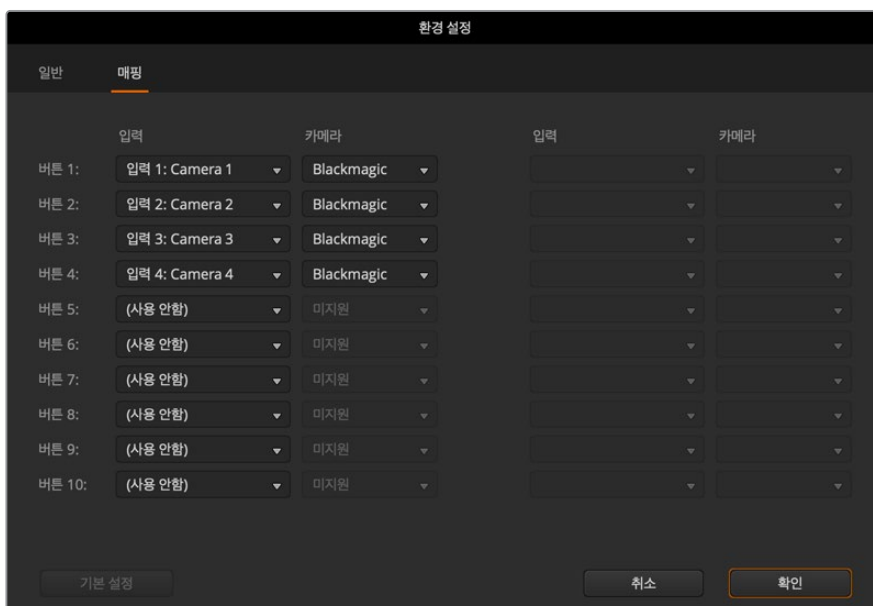 환경 설정
일반 매핑
입력 카메라 입력 카메라
버튼 1: 입력 1: Camera 1 Blackmagic
버튼 2: 입력 2: Camera 2 Blackmagic
버튼 3: 입력 3: Camera 3 Blackmagic
버튼 4: 입력 4: Camera 4 Blackmagic
버튼 5: (사용 안함) 미지원
버튼 6: (사용 안함) 미지원
버튼 7: (사용 안함) 미지원
버튼 8: (사용 안함) 미지원
버튼 9: (사용 안함) 미지원
버튼 10: (사용 안함) 미지원
기본 설정 취소 확인